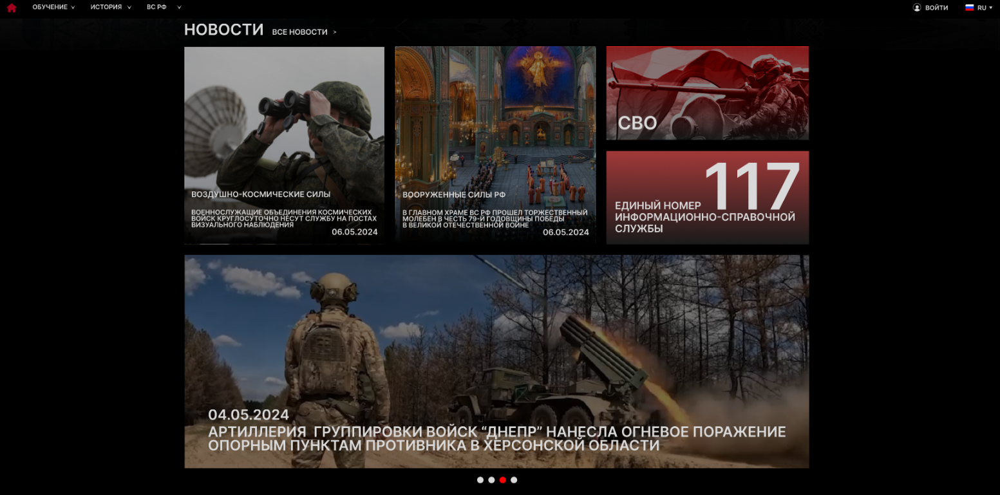 ОБУЧЕНИЕ
ИСТОРИЯ
ВС РФ
ВОЙТИ
RU
НОВОСТИ
ВСЕ НОВОСТИ >
ВОЗДУШНО-КОСМИЧЕСКИЕ СИЛЫ
ВОЕННОСЛУЖАЩИЕ ОБЪЕДИНЕНИЯ КОСМИЧЕСКИХ
ВОЙСК КРУГЛОСУТОЧНО НЕСУТ СЛУЖБУ НА ПОСТАХ
ВИЗУАЛЬНОГО НАБЛЮДЕНИЯ
06.05.2024
ВООРУЖЕННЫЕ СИЛЫ РФ
В ГЛАВНОМ ХРАМЕ ВС РФ ПРОШЕЛ ТОРЖЕСТВЕННЫЙ
МОЛЕБЕН В ЧЕСТЬ 79-Й ГОДОВЩИНЫ ПОБЕДЫ
В ВЕЛИКОЙ ОТЕЧЕСТВЕННОЙ ВОЙНЕ
06.05.2024
СВО
117
ЕДИНЫЙ НОМЕР
ИНФОРМАЦИОННО-СПРАВОЧНОЙ
СЛУЖБЫ
04.05.2024
АРТИЛЛЕРИЯ ГРУППИРОВКИ ВОЙСК “ДНЕПР” НАНЕСЛА ОГНЕВОЕ ПОРАЖЕНИЕ
ОПОРНЫМ ПУНКТАМ ПРОТИВНИКА В ХЕРСОНСКОЙ ОБЛАСТИ